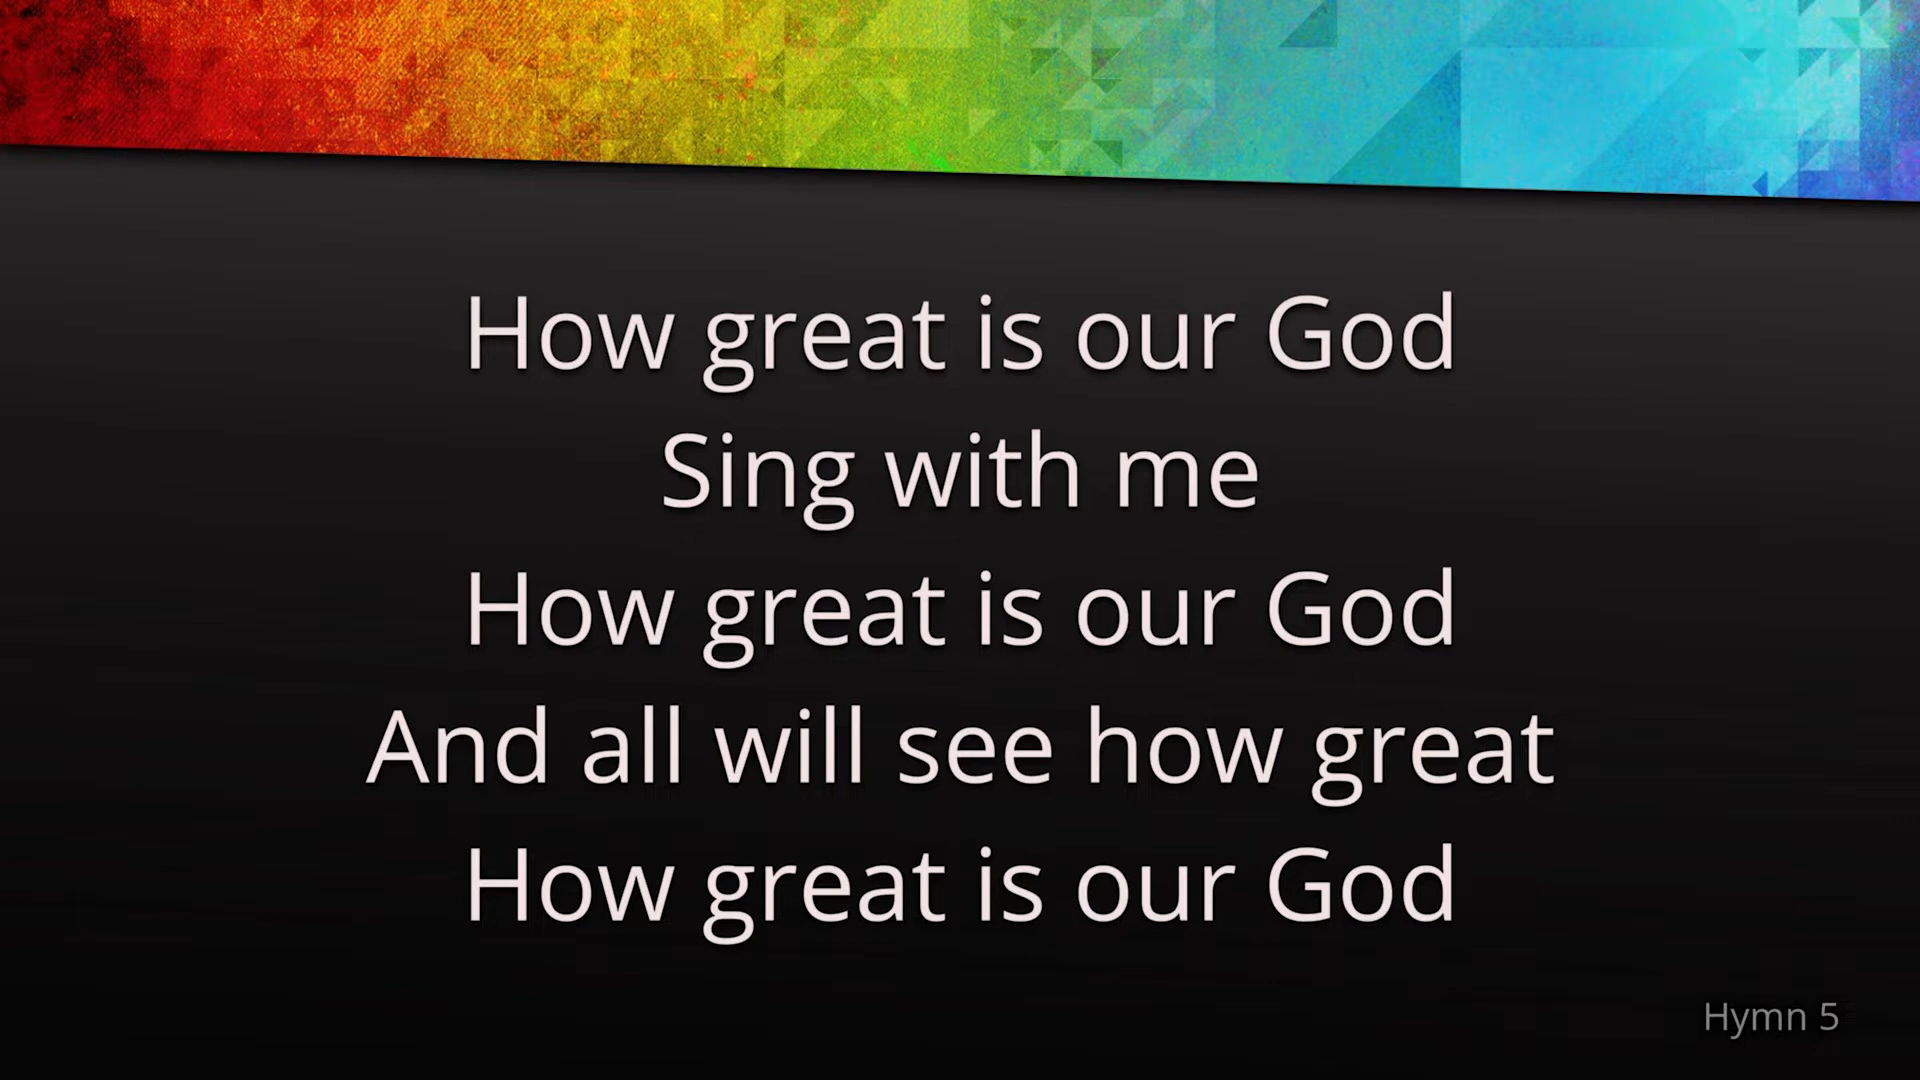 How great is our God
Sing with me
How great is our God
And all will see how great
How great is our God
Hymn 5